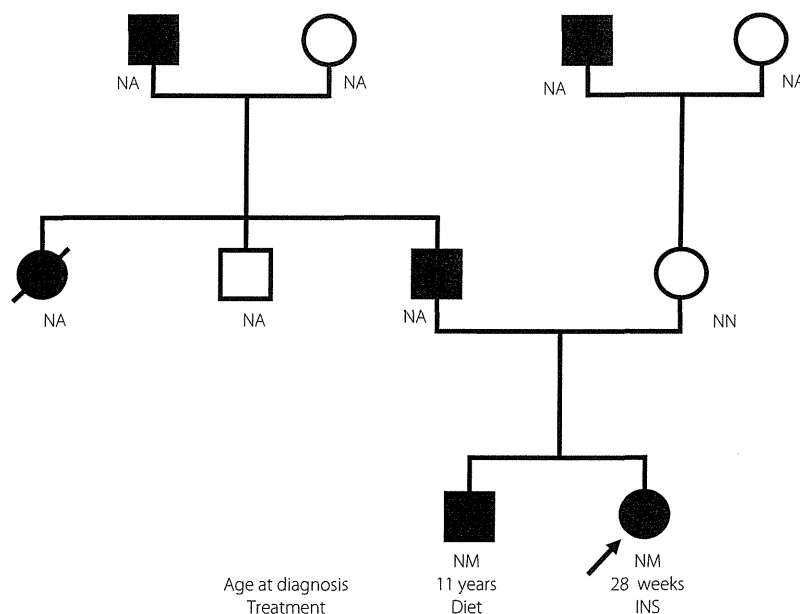 NA
NA
NA
NA
NA
NA
NA
NN
NM
NM
Age at diagnosis
11 years
28 weeks
Treatment
Diet
INS